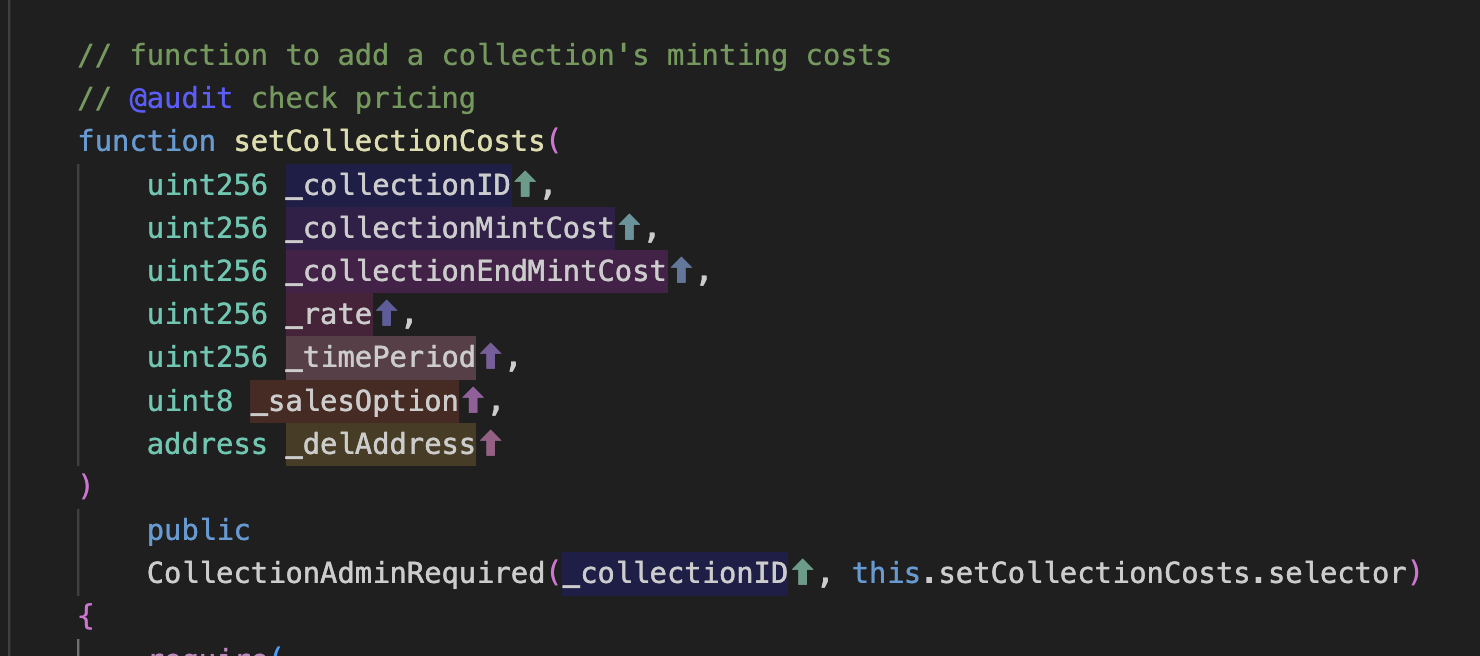 // function to add a collection's minting costs
// @audit check pricing
function setCollectionCosts(
uint256 _collectionID⬆,
uint256 _collectionMintCost⬆,
uint256 _collectionEndMintCost⬆,
uint256 _rate⬆,
uint256 _timePeriod⬆,
uint8 _salesOption⬆,
address _delAddress⬆
)
public
CollectionAdminRequired(_collectionID⬆, this.setCollectionCosts.selector)
{
require(